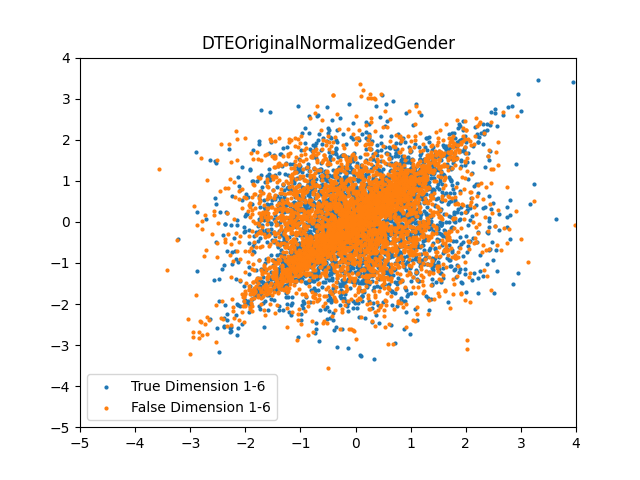 DTEOriginalNormalizedGender
4
3
2
1
0
−1
−2
−3
−4
−5
True Dimension 1-6
False Dimension 1-6
−5 −4 −3 −2 −1 0 1 2 3 4